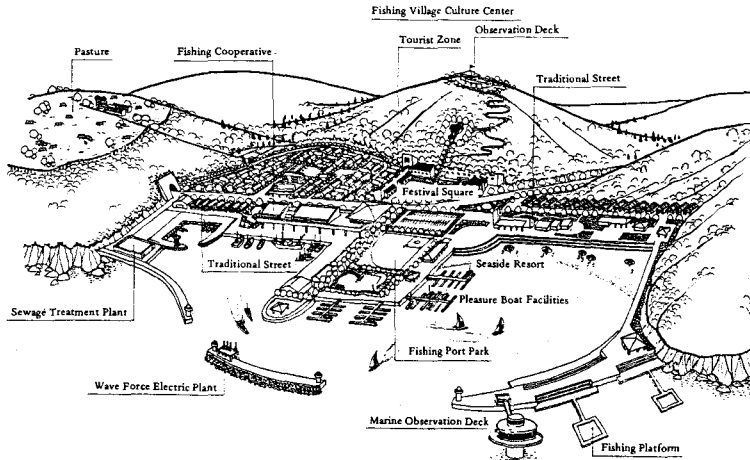 Fishing Village Culture Center
Observation Deck
Pasture
Fishing Cooperative
Tourist Zone
Traditional Street
Festival Square
Traditional Street
Seaside Resort
Sewage Treatment Plant
Pleasure Boat Facilities
Fishing Port Park
Wave Force Electric Plant
Marine Observation Deck
Fishing Platform